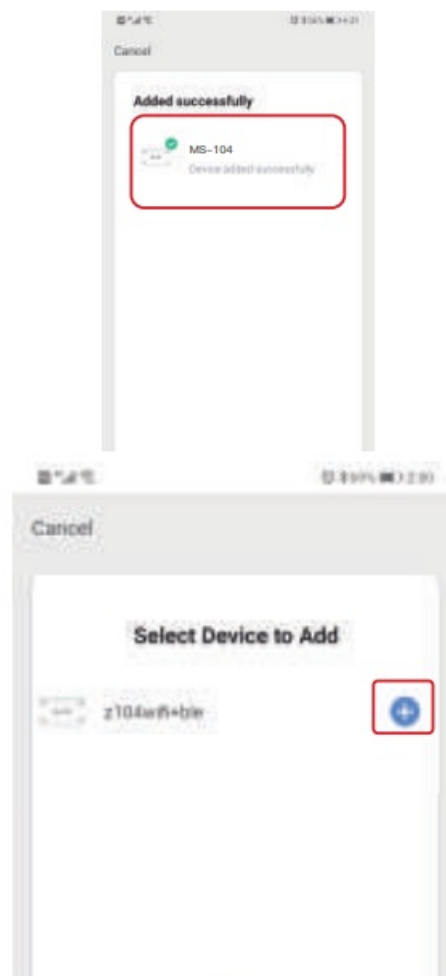 Cancel
Added successfully
MS-104
Device added successfully
Cancel
Select Device to Add
z104wifi+ble